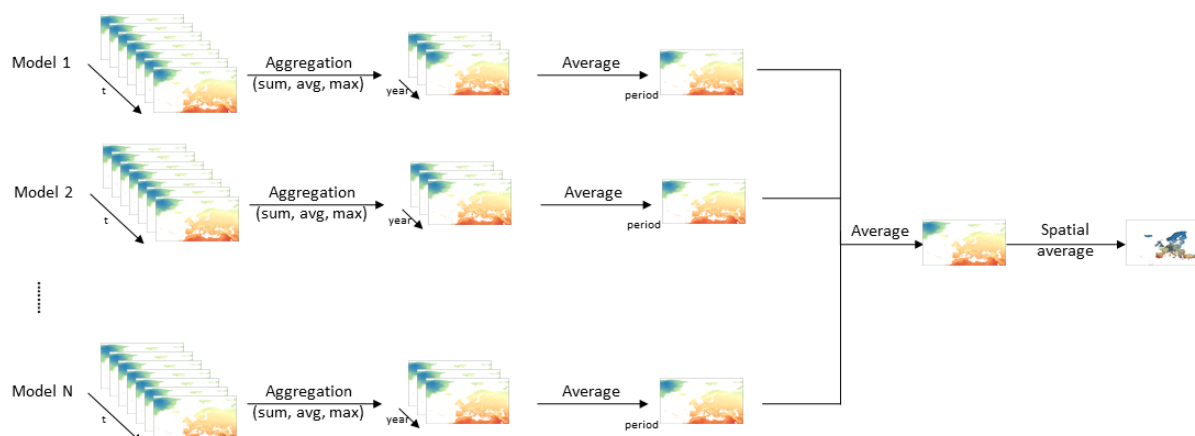 Model 1
t
Aggregation
(sum, avg, max)
year
Average
period
Model 2
t
Aggregation
(sum, avg, max)
year
Average
period
Average
Spatial
average
Model N
t
Aggregation
(sum, avg, max)
year
Average
period